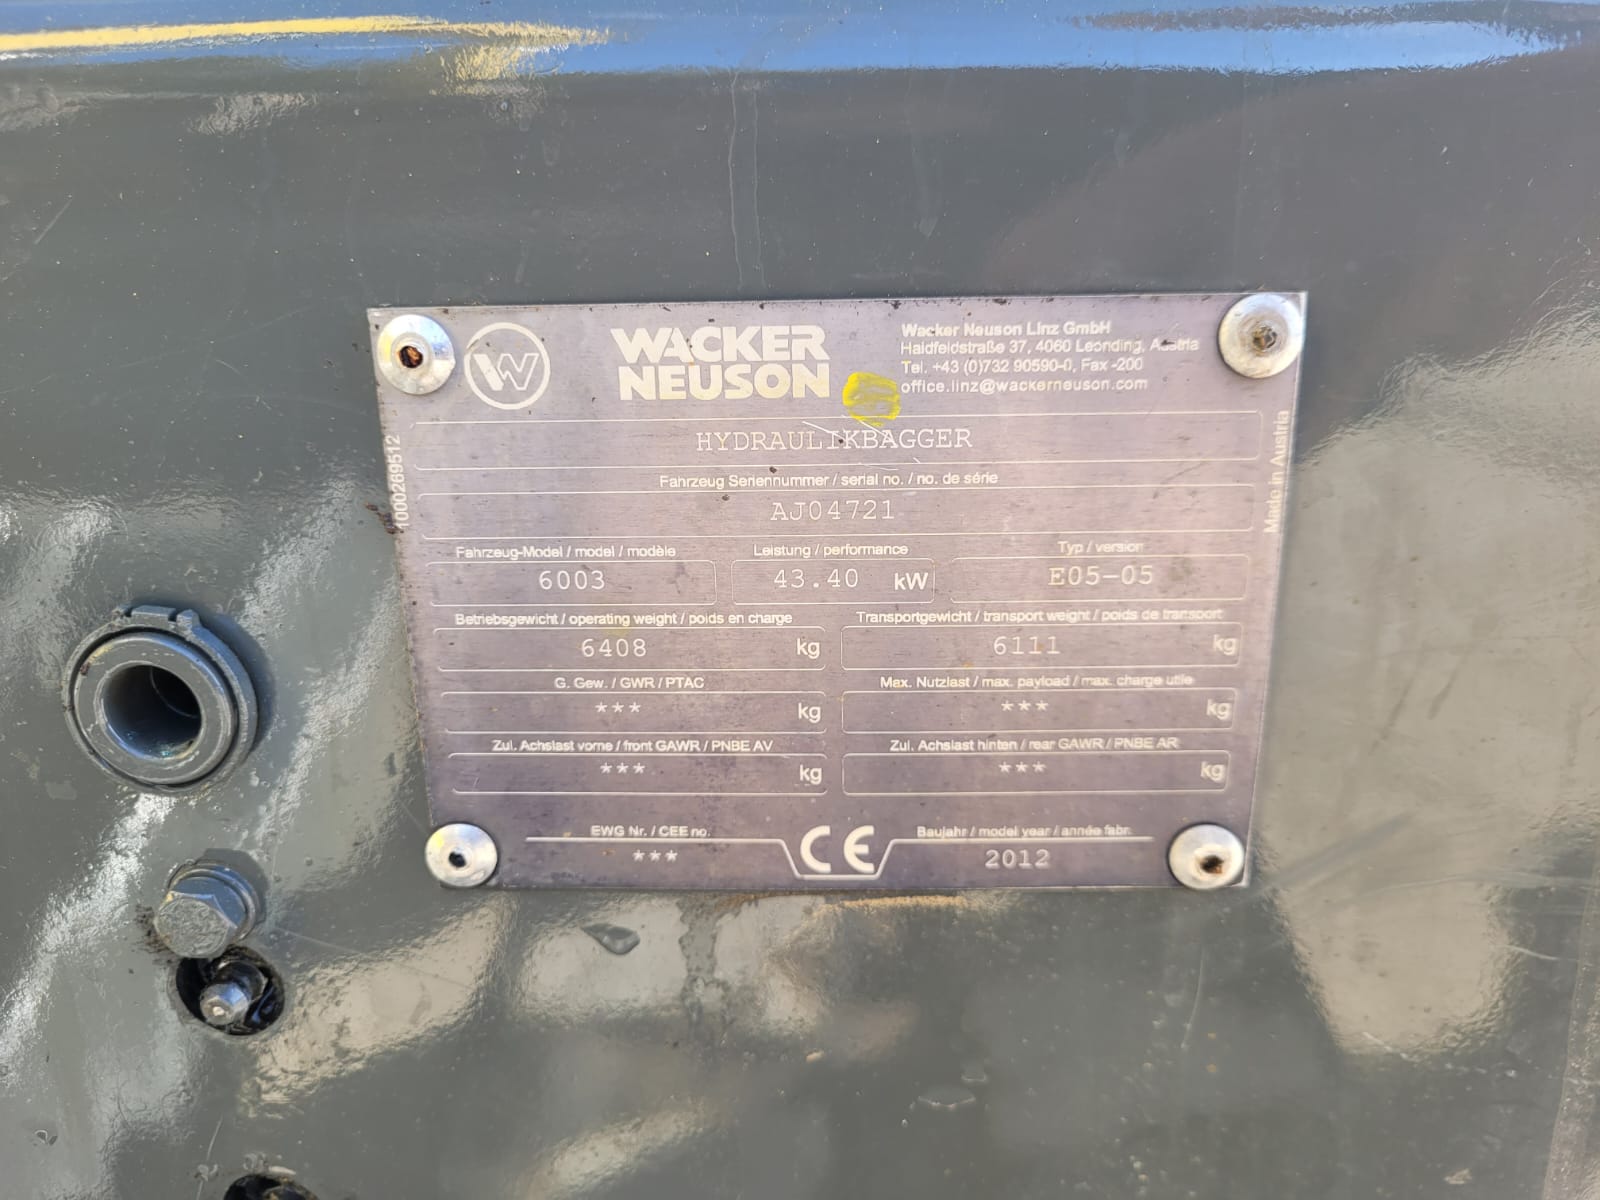 W
WACKER
NEUSON
Wacker Neuson Linz GmbH
Haidfeldstraße 37, 4060 Leonding, Austria
Tel. +43 (0)732 90590-0, Fax -200
office.linz@wackerneuson.com
HYDRAULIKBAGGER
Fahrzeug Seriennummer / serial no. / no. de série
AJ04721
Fahrzeug-Model / model / modèle
6003
Leistung / performance
43.40 kW
Typ / version
E05-05
Betriebsgewicht / operating weight / poids en charge
6408 kg
Transportgewicht / transport weight / poids de transport
6111 kg
G. Gew. / GWR / PTAC
*** kg
Max. Nutzlast / max. payload / max. charge utile
*** kg
Zul. Achslast vorne / front GAWR / PNBE AV
*** kg
Zul. Achslast hinten / rear GAWR / PNBE AR
*** kg
EWG Nr. / CEE no.
***
CE
Baujahr / model year / année fabr.
2012
1000269512
Made in Austria